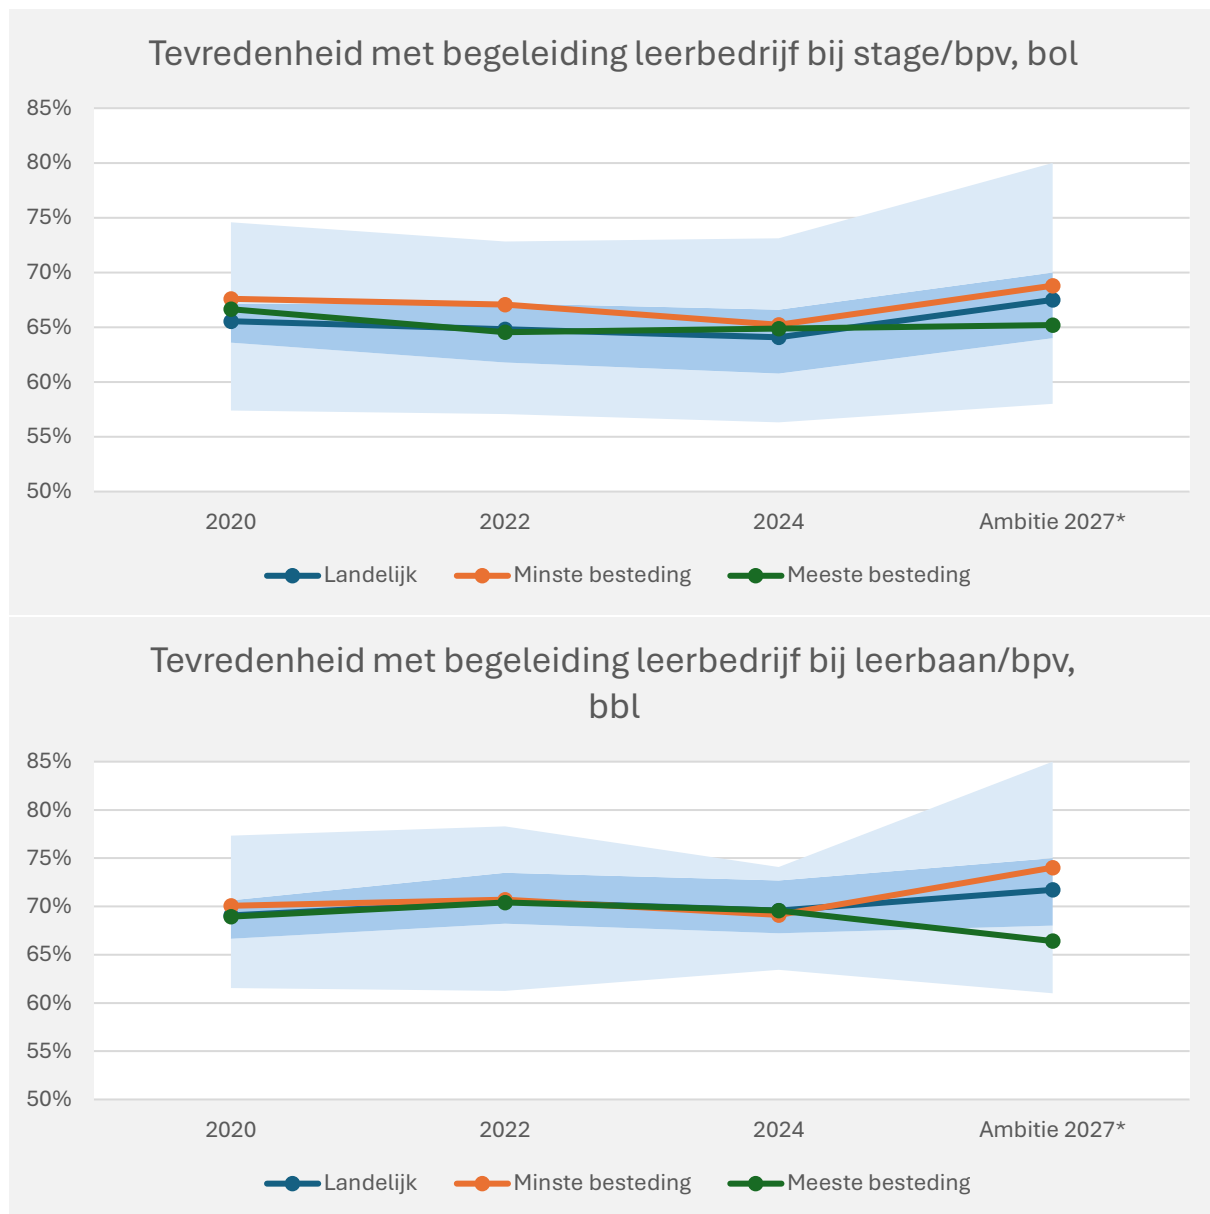 Tevredenheid met begeleiding leerbedrijf bij stage/bpv, bol
85%
80%
75%
70%
65%
60%
55%
50%
2020 2022 2024 Ambitie 2027*
Landelijk Minste besteding Meeste besteding
Tevredenheid met begeleiding leerbedrijf bij leerbaan/bpv,
bbl
85%
80%
75%
70%
65%
60%
55%
50%
2020 2022 2024 Ambitie 2027*
Landelijk Minste besteding Meeste besteding